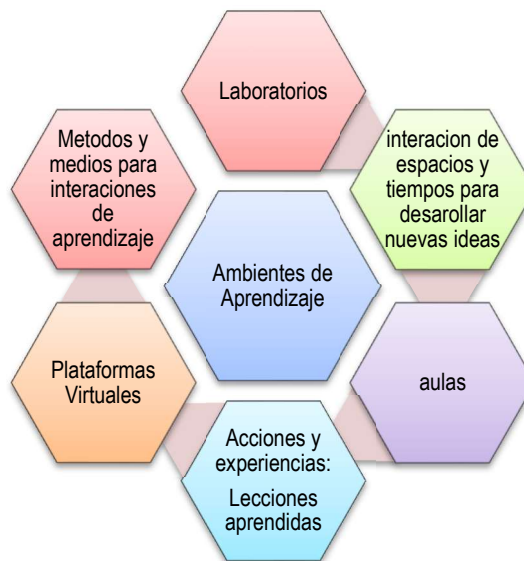 Laboratorios
Metodos y
medios para
interaciones
de
aprendizaje
interacion de
espacios y
tiempos para
desarollar
nuevas ideas
Ambientes de
Aprendizaje
Plataformas
Virtuales
aulas
Acciones y
experiencias:
Lecciones
aprendidas